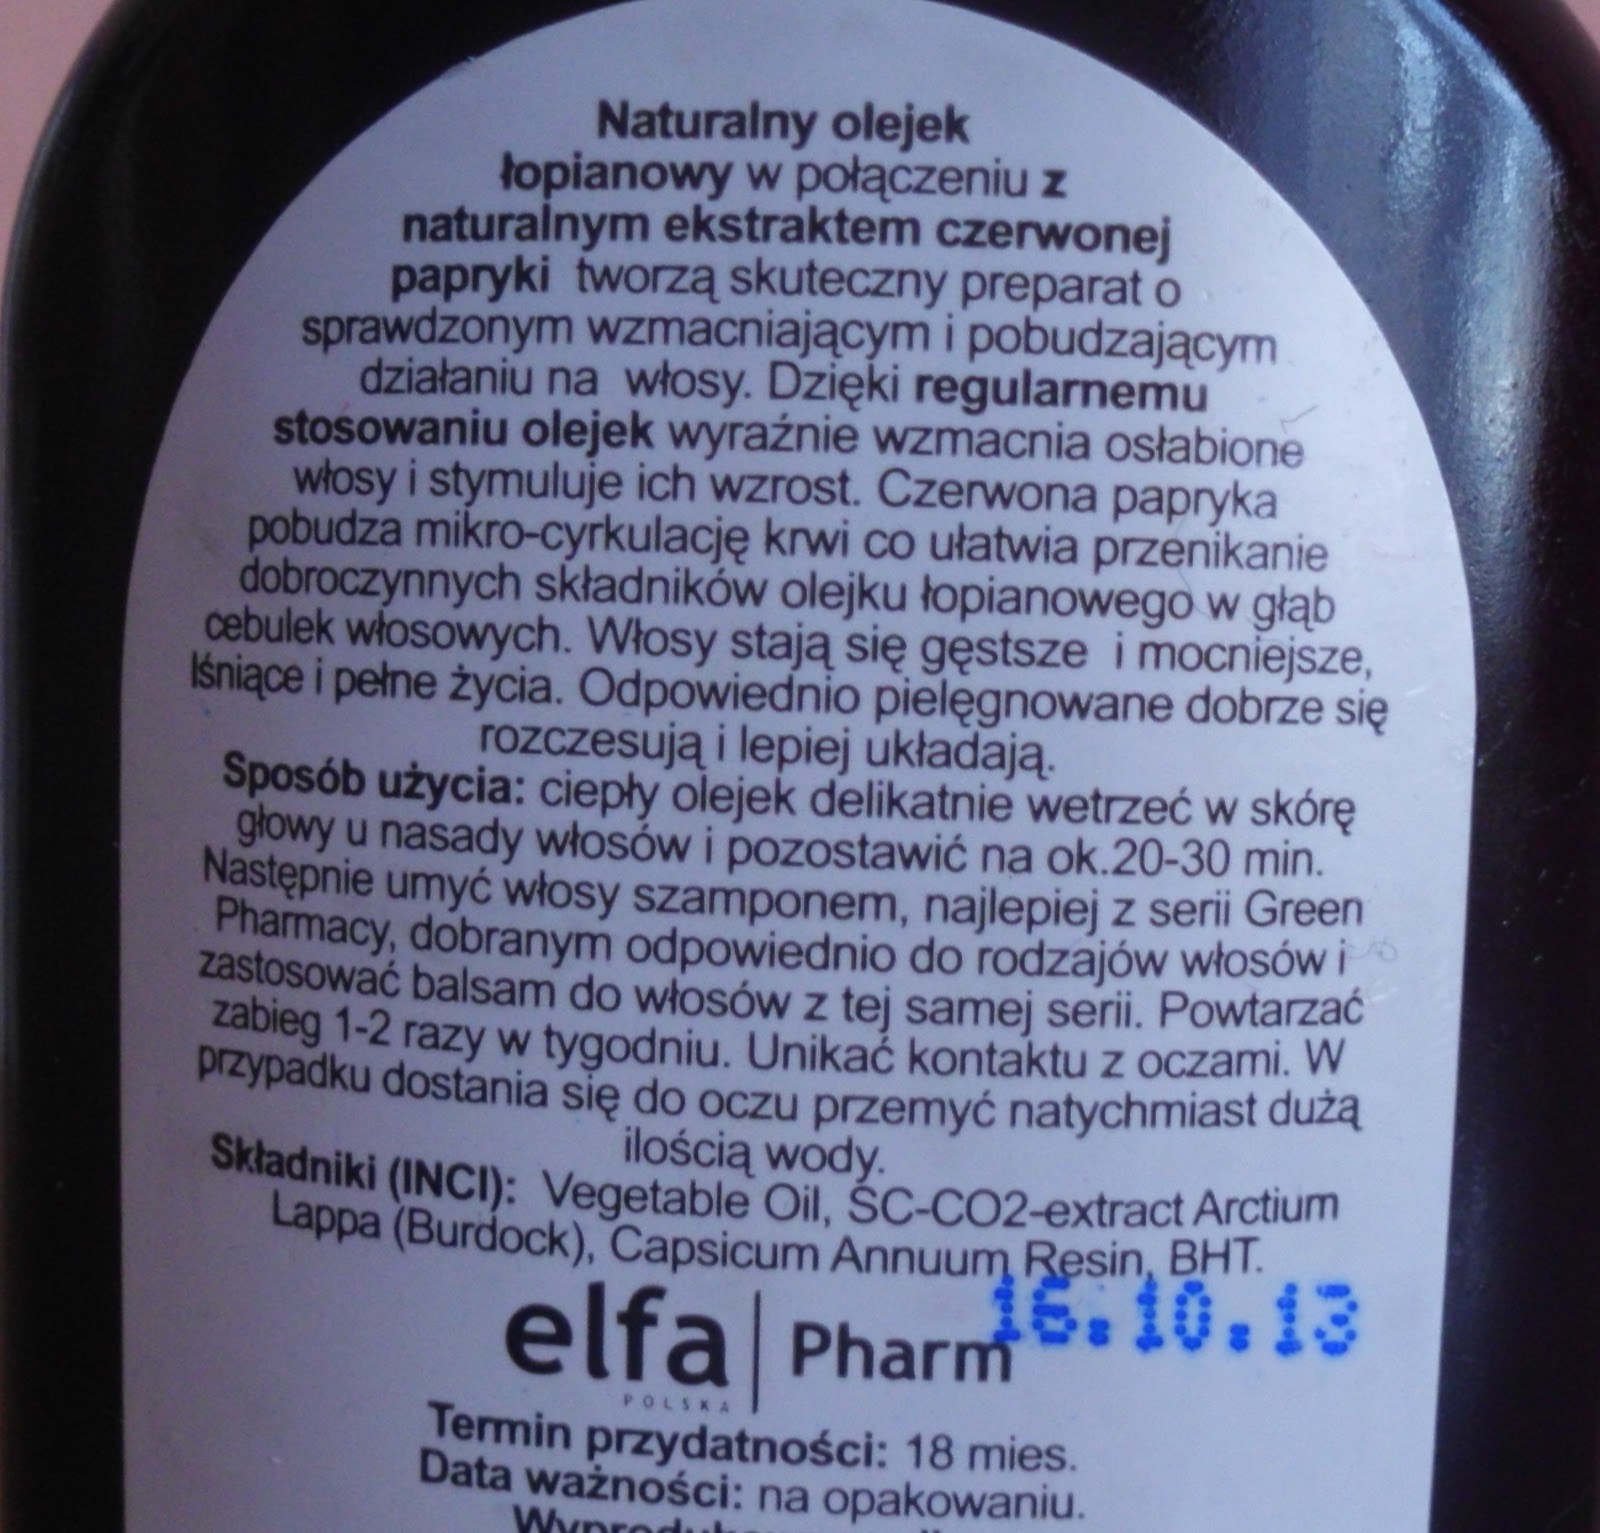 Naturalny olejek
łopianowy w połączeniu z
naturalnym ekstraktem czerwonej
papryki tworzą skuteczny preparat o
sprawdzonym wzmacniającym i pobudzającym
działaniu na włosy. Dzięki regularnemu
stosowaniu olejek wyraźnie wzmacnia osłabione
włosy i stymuluje ich wzrost. Czerwona papryka
pobudza mikro-cyrkulację krwi co ułatwia przenikanie
dobroczynnych składników olejku łopianowego w głąb
cebulek włosowych. Włosy stają się gęstsze i mocniejsze,
lśniące i pełne życia. Odpowiednio pielęgnowane dobrze się
rozczesują i lepiej układają.
Sposób użycia: ciepły olejek delikatnie wetrzeć w skórę
głowy u nasady włosów i pozostawić na ok.20-30 min.
Następnie umyć włosy szamponem, najlepiej z serii Green
Pharmacy, dobranym odpowiednio do rodzajów włosów i
zastosować balsam do włosów z tej samej serii. Powtarzać
zabieg 1-2 razy w tygodniu. Unikać kontaktu z oczami. W
przypadku dostania się do oczu przemyć natychmiast dużą
ilością wody.
Składniki (INCI): Vegetable Oil, SC-CO2-extract Arctium
Lappa (Burdock), Capsicum Annuum Resin, BHT.
16.10.13
elfa Pharm
POLSKA
Termin przydatności: 18 mies.
Data ważności: na opakowaniu.